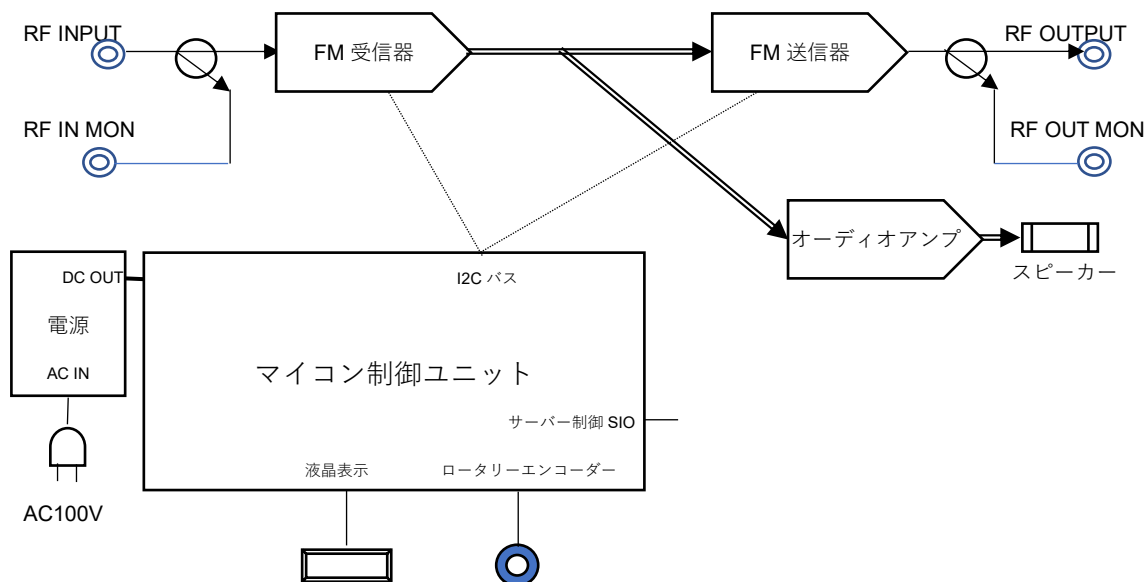 RF INPUT
FM 受信器
FM 送信器
RF OUTPUT
RF IN MON
RF OUT MON
オーディオアンプ
スピーカー
DC OUT
I2C バス
電源
AC IN
マイコン制御ユニット
サーバー制御 SIO
液晶表示
ロータリーエンコーダー
AC100V